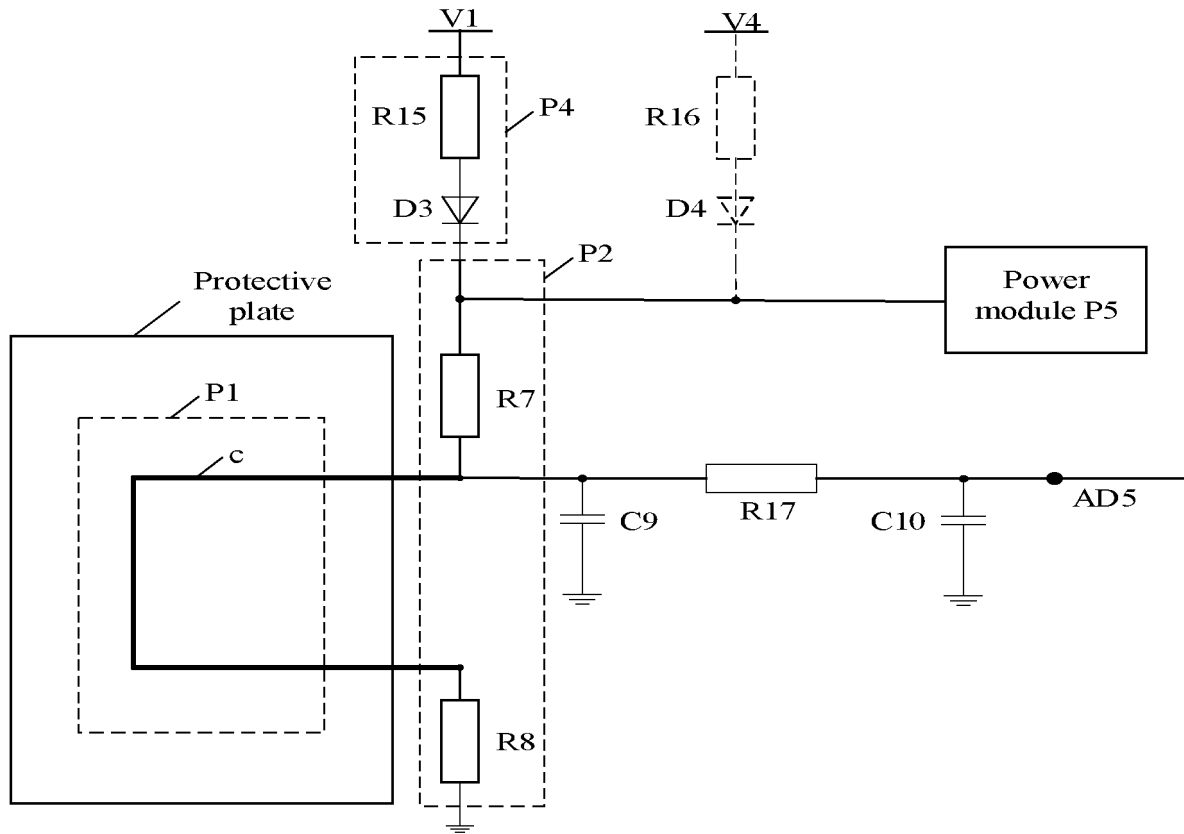 V1
V4
R15
P4
R16
D3
D4
P2
Protective
plate
Power
module P5
P1
R7
c
C9
R17
C10
AD5
R8